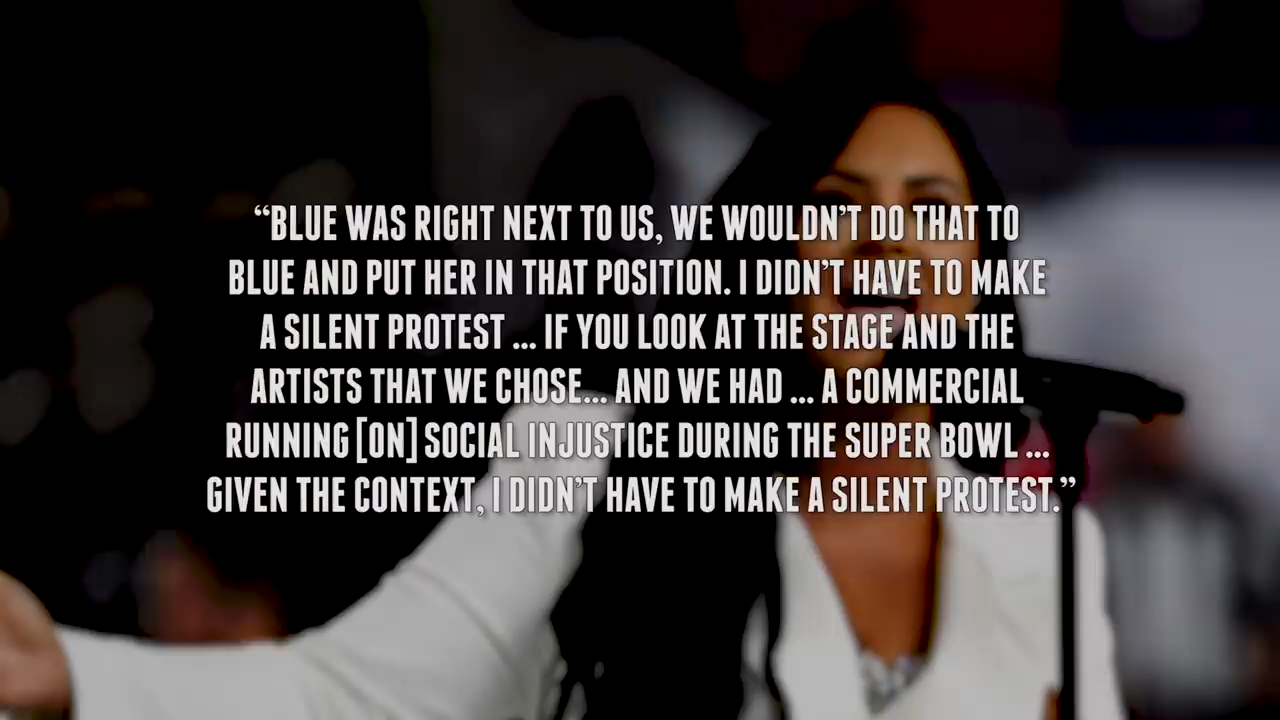 “BLUE WAS RIGHT NEXT TO US, WE WOULDN’T DO THAT TO
BLUE AND PUT HER IN THAT POSITION. I DIDN’T HAVE TO MAKE
A SILENT PROTEST ... IF YOU LOOK AT THE STAGE AND THE
ARTISTS THAT WE CHOSE... AND WE HAD ... A COMMERCIAL
RUNNING [ON] SOCIAL INJUSTICE DURING THE SUPER BOWL ...
GIVEN THE CONTEXT, I DIDN’T HAVE TO MAKE A SILENT PROTEST.”